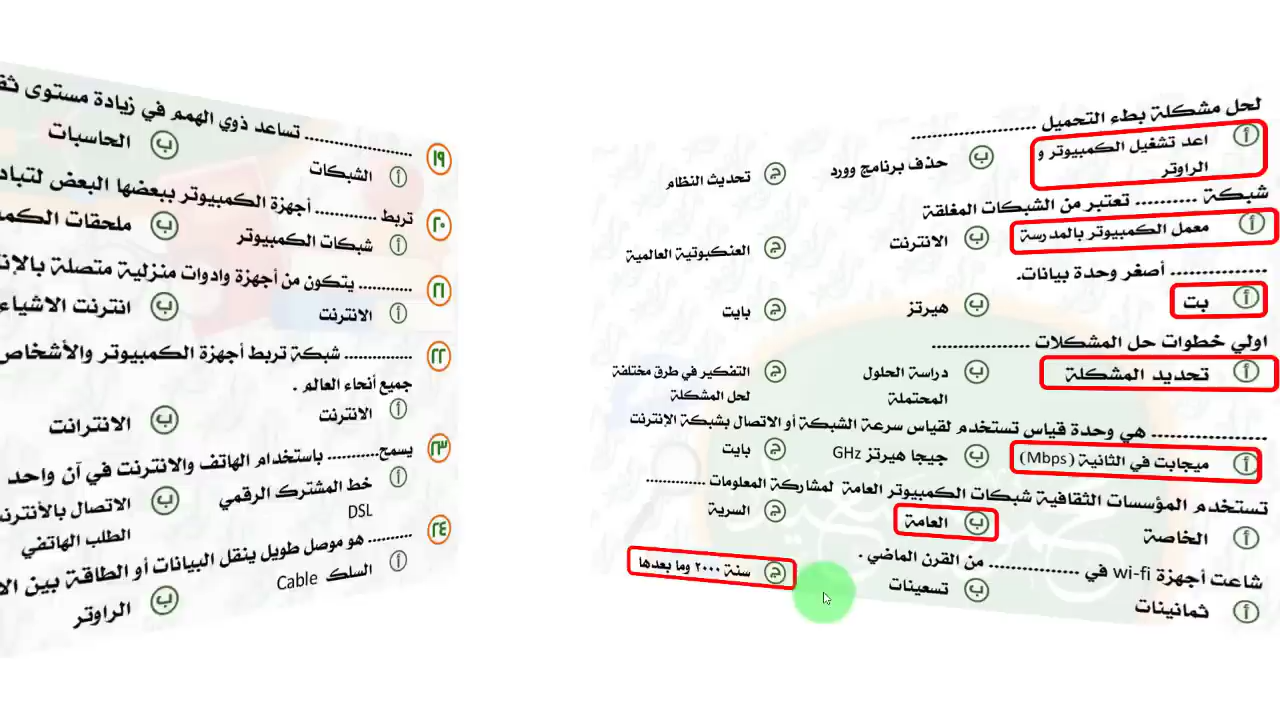 لحل مشكلة بطء التحميل ......................
أ اعد تشغيل الكمبيوتر و الراوتر
ب حذف برنامج وورد
ج تحديث النظام
شبكة .......... تعتبر من الشبكات المغلقة
أ معمل الكمبيوتر بالمدرسة
ب الانترنت
ج العنكبوتية العالمية
................ أصغر وحدة بيانات.
أ بت
ب هيرتز
ج بايت
اولي خطوات حل المشكلات .................
أ تحديد المشكلة
ب دراسة الحلول المحتملة
ج التفكير في طرق مختلفة لحل المشكلة
.................... هي وحدة قياس تستخدم لقياس سرعة الشبكة أو الاتصال بشبكة الإنترنت
أ ميجابت في الثانية (Mbps)
ب جيجا هيرتز GHz
ج بايت
تستخدم المؤسسات الثقافية شبكات الكمبيوتر العامة لمشاركة المعلومات .............
أ الخاصة
ب العامة
ج السرية
شاعت أجهزة wi-fi في ................ من القرن الماضي .
أ ثمانينات
ب تسعينات
ج سنة ٢٠٠٠ وما بعدها
١٩ .................. تساعد ذوي الهمم في زيادة مستوى
أ الشبكات
ب الحاسبات
٢٠ تربط ............ أجهزة الكمبيوتر ببعضها البعض
أ شبكات الكمبيوتر
ب ملحقات
٢١ ............ يتكون من أجهزة وادوات منزلية متصلة
أ الانترنت
ب انترنت الاشياء
٢٢ ............. شبكة تربط أجهزة الكمبيوتر والأشخاص
جميع أنحاء العالم .
أ الانترنت
ب الانترانت
٢٣ يسمح............ باستخدام الهاتف والانترنت في آن واحد
أ خط المشترك الرقمي DSL
ب الاتصال الطلب الهاتفي
٢٤ .......... هو موصل طويل ينقل البيانات أو الطاقة بين
أ السلك Cable
ب الراوتر